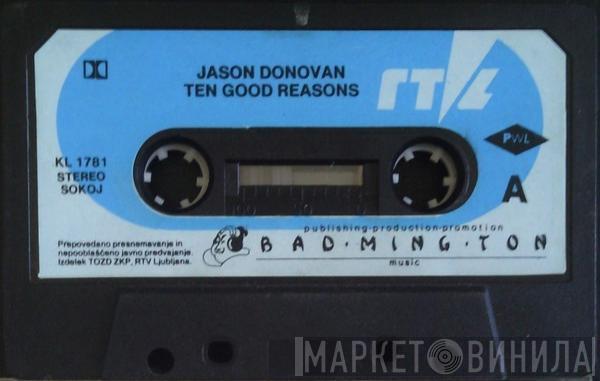 JASON DONOVAN
TEN GOOD REASONS
RTVL
PWL
KL 1781
STEREO
SOKOJ
A
publishing·production·promotion
BAD·MING·TON
music
Prepovedano presnemavanje in
nepooblaščeno javno predvajanje.
Izdelek TOZD ZKP, RTV Ljubljana.
МАРКЕТ ВИНИЛА